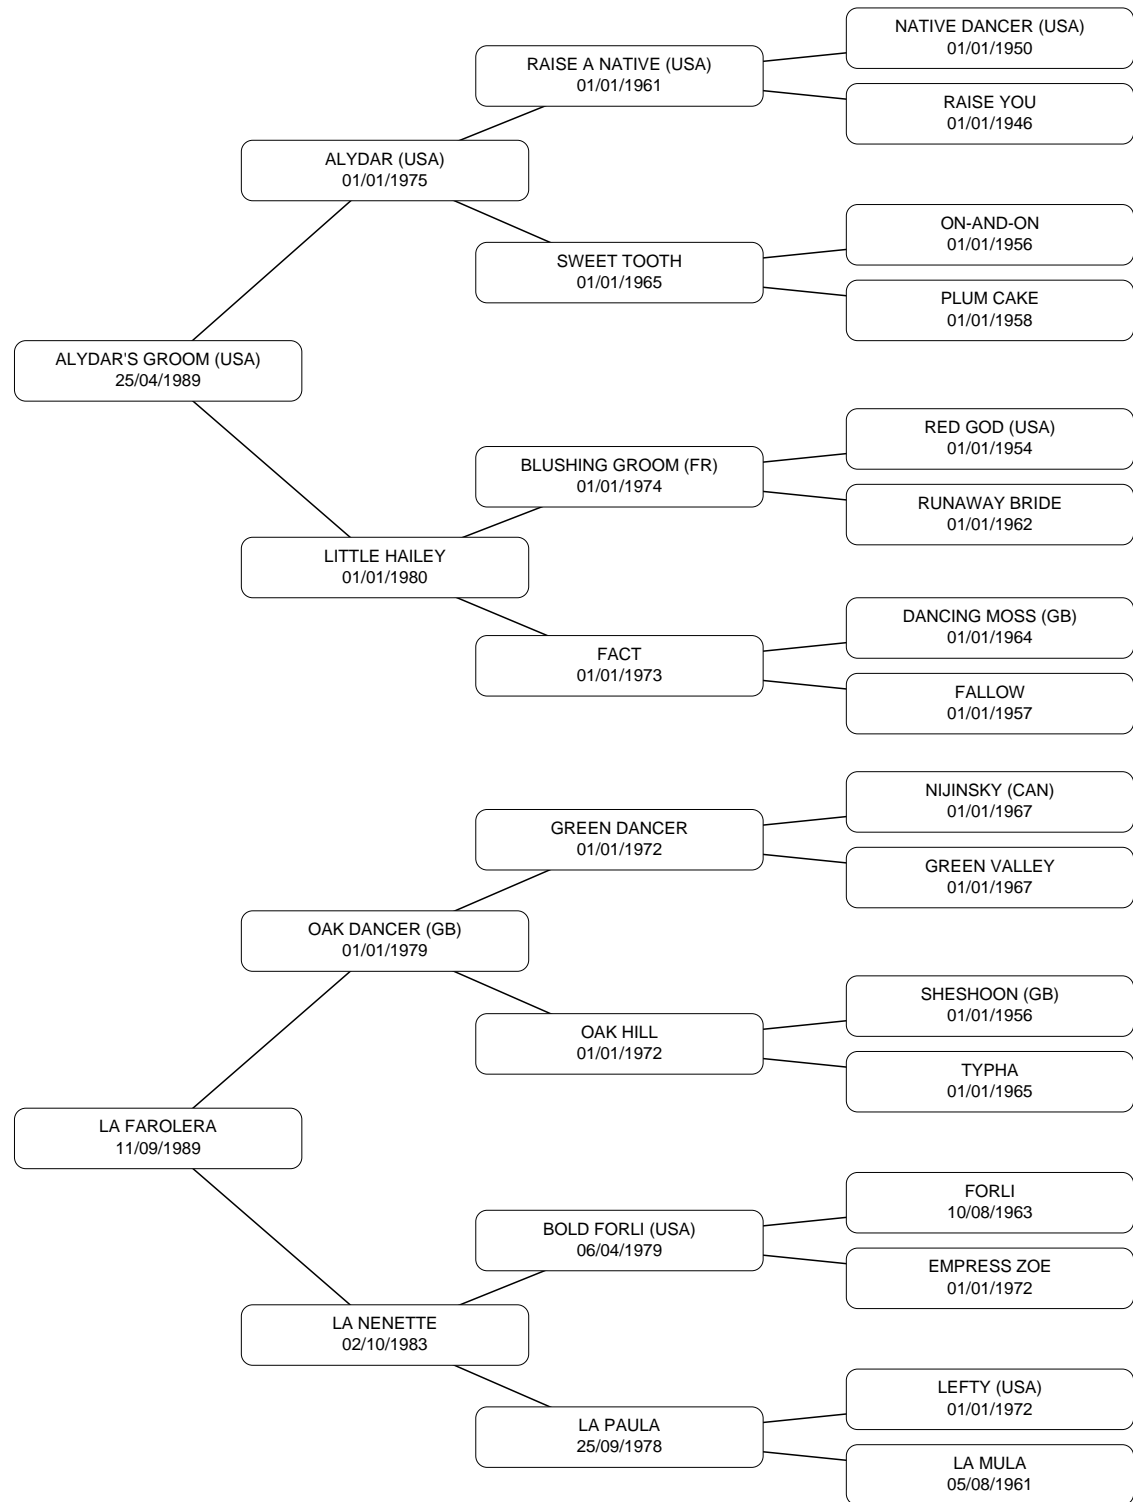 NATIVE DANCER (USA)
01/01/1950
RAISE A NATIVE (USA)
01/01/1961
RAISE YOU
01/01/1946
ALYDAR (USA)
01/01/1975
ON-AND-ON
01/01/1956
SWEET TOOTH
01/01/1965
PLUM CAKE
01/01/1958
ALYDAR'S GROOM (USA)
25/04/1989
RED GOD (USA)
01/01/1954
BLUSHING GROOM (FR)
01/01/1974
RUNAWAY BRIDE
01/01/1962
LITTLE HAILEY
01/01/1980
DANCING MOSS (GB)
01/01/1964
FACT
01/01/1973
FALLOW
01/01/1957
NIJINSKY (CAN)
01/01/1967
GREEN DANCER
01/01/1972
GREEN VALLEY
01/01/1967
OAK DANCER (GB)
01/01/1979
SHESHOON (GB)
01/01/1956
OAK HILL
01/01/1972
TYPHA
01/01/1965
LA FAROLERA
11/09/1989
FORLI
10/08/1963
BOLD FORLI (USA)
06/04/1979
EMPRESS ZOE
01/01/1972
LA NENETTE
02/10/1983
LEFTY (USA)
01/01/1972
LA PAULA
25/09/1978
LA MULA
05/08/1961